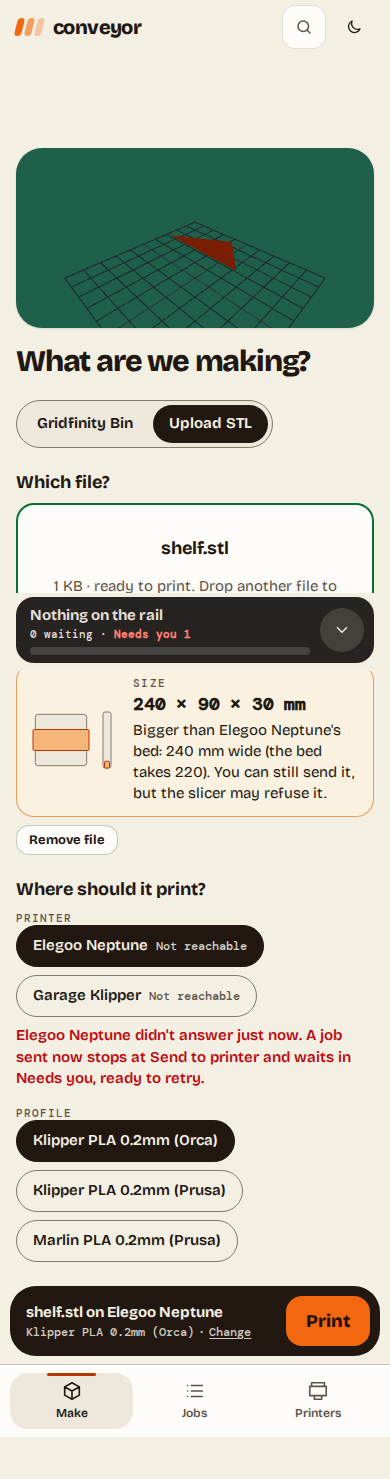 conveyor
What are we making?
Gridfinity Bin
Upload STL
Which file?
shelf.stl
1 KB · ready to print. Drop another file to
Nothing on the rail
0 waiting · Needs you 1
SIZE
240 × 90 × 30 mm
Bigger than Elegoo Neptune's
bed: 240 mm wide (the bed
takes 220). You can still send it,
but the slicer may refuse it.
Remove file
Where should it print?
PRINTER
Elegoo Neptune Not reachable
Garage Klipper Not reachable
Elegoo Neptune didn't answer just now. A job
sent now stops at Send to printer and waits in
Needs you, ready to retry.
PROFILE
Klipper PLA 0.2mm (Orca)
Klipper PLA 0.2mm (Prusa)
Marlin PLA 0.2mm (Prusa)
shelf.stl on Elegoo Neptune
Klipper PLA 0.2mm (Orca) · Change
Print
Make
Jobs
Printers